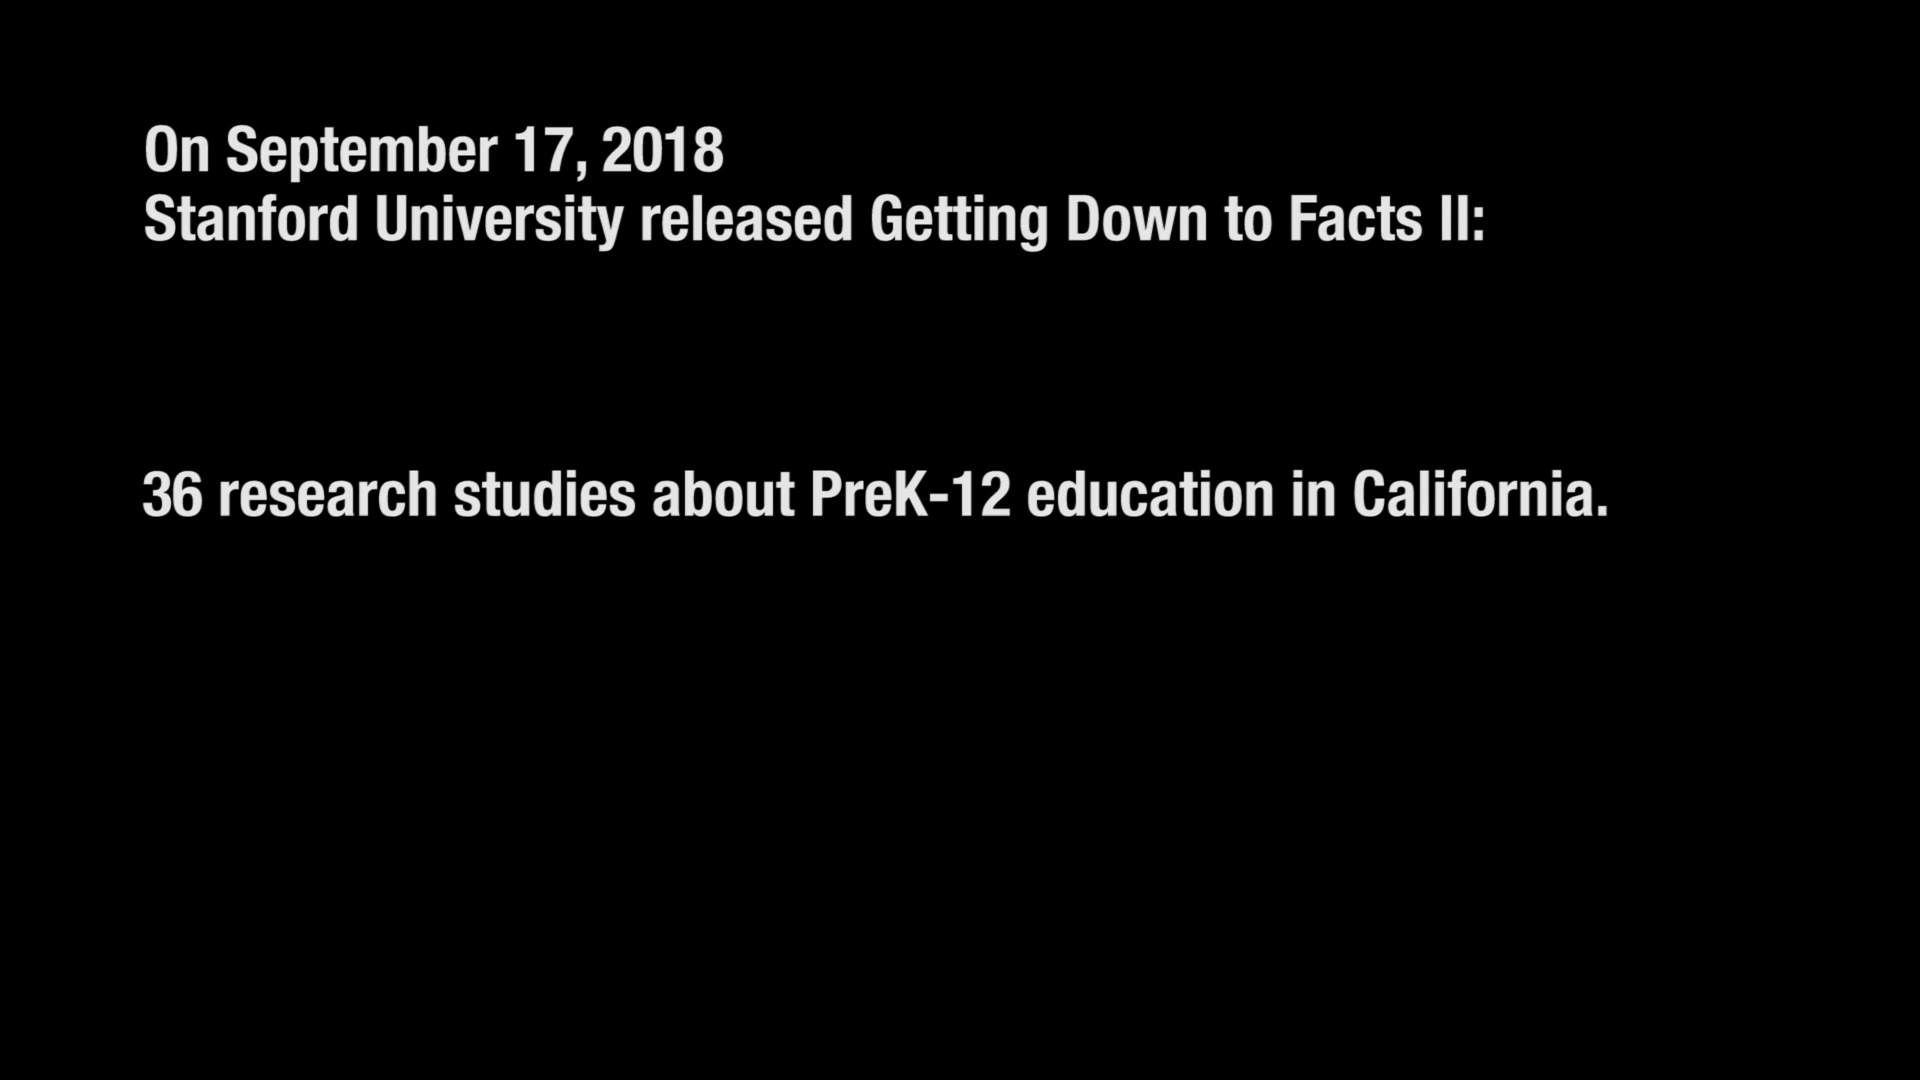 On September 17, 2018
Stanford University released Getting Down to Facts II:
36 research studies about PreK-12 education in California.